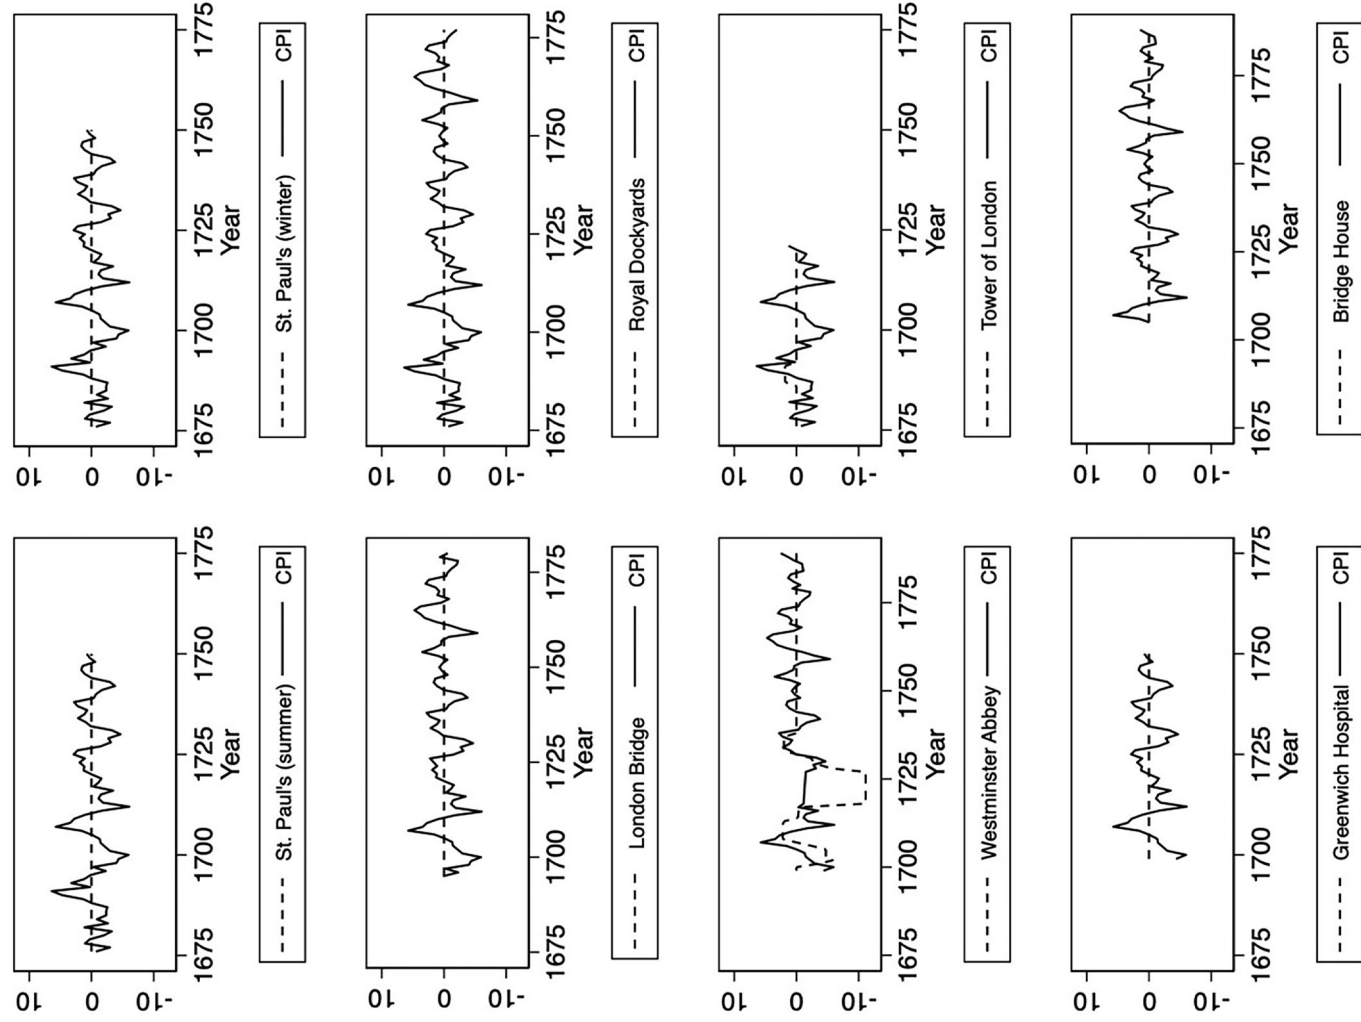 10
0
-10
1675 1700 1725 1750 1775
Year
St. Paul's (summer) CPI
10
0
-10
1675 1700 1725 1750 1775
Year
St. Paul's (winter) CPI
10
0
-10
1675 1700 1725 1750 1775
Year
London Bridge CPI
10
0
-10
1675 1700 1725 1750 1775
Year
Royal Dockyards CPI
10
0
-10
1675 1700 1725 1750 1775
Year
Westminster Abbey CPI
10
0
-10
1675 1700 1725 1750 1775
Year
Tower of London CPI
10
0
-10
1675 1700 1725 1750 1775
Year
Greenwich Hospital CPI
10
0
-10
1675 1700 1725 1750 1775
Year
Bridge House CPI